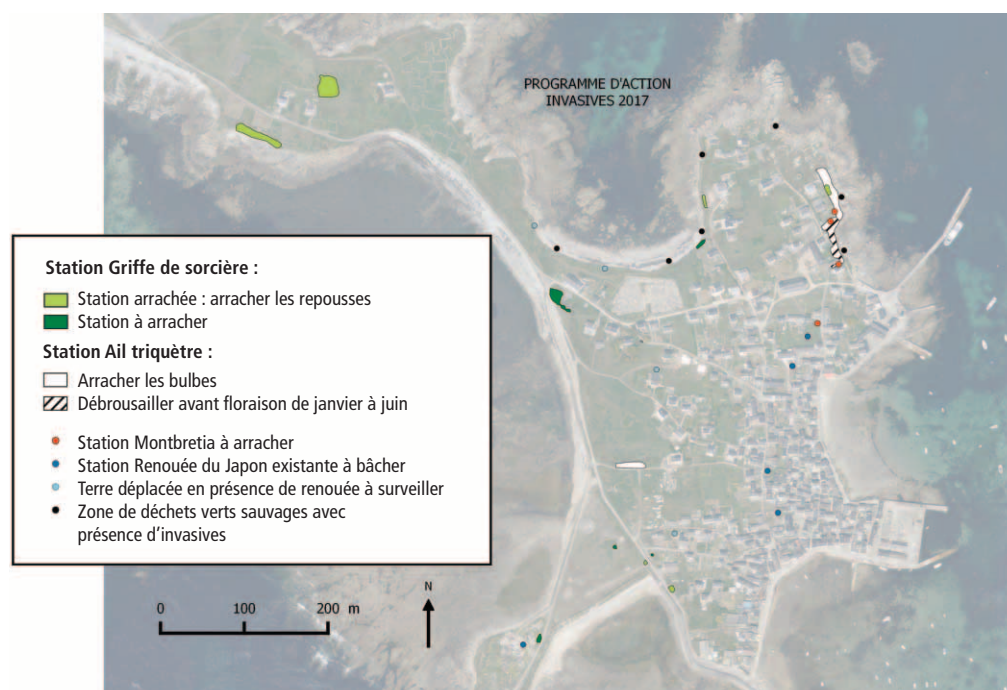 PROGRAMME D'ACTION
INVASIVES 2017
Station Griffe de sorcière :
Station arrachée : arracher les repousses
Station à arracher
Station Ail triquètre :
Arracher les bulbes
Débrousailler avant floraison de janvier à juin
Station Montbretia à arracher
Station Renouée du Japon existante à bâcher
Terre déplacée en présence de renouée à surveiller
Zone de déchets verts sauvages avec
présence d'invasives
0 100 200 m
N